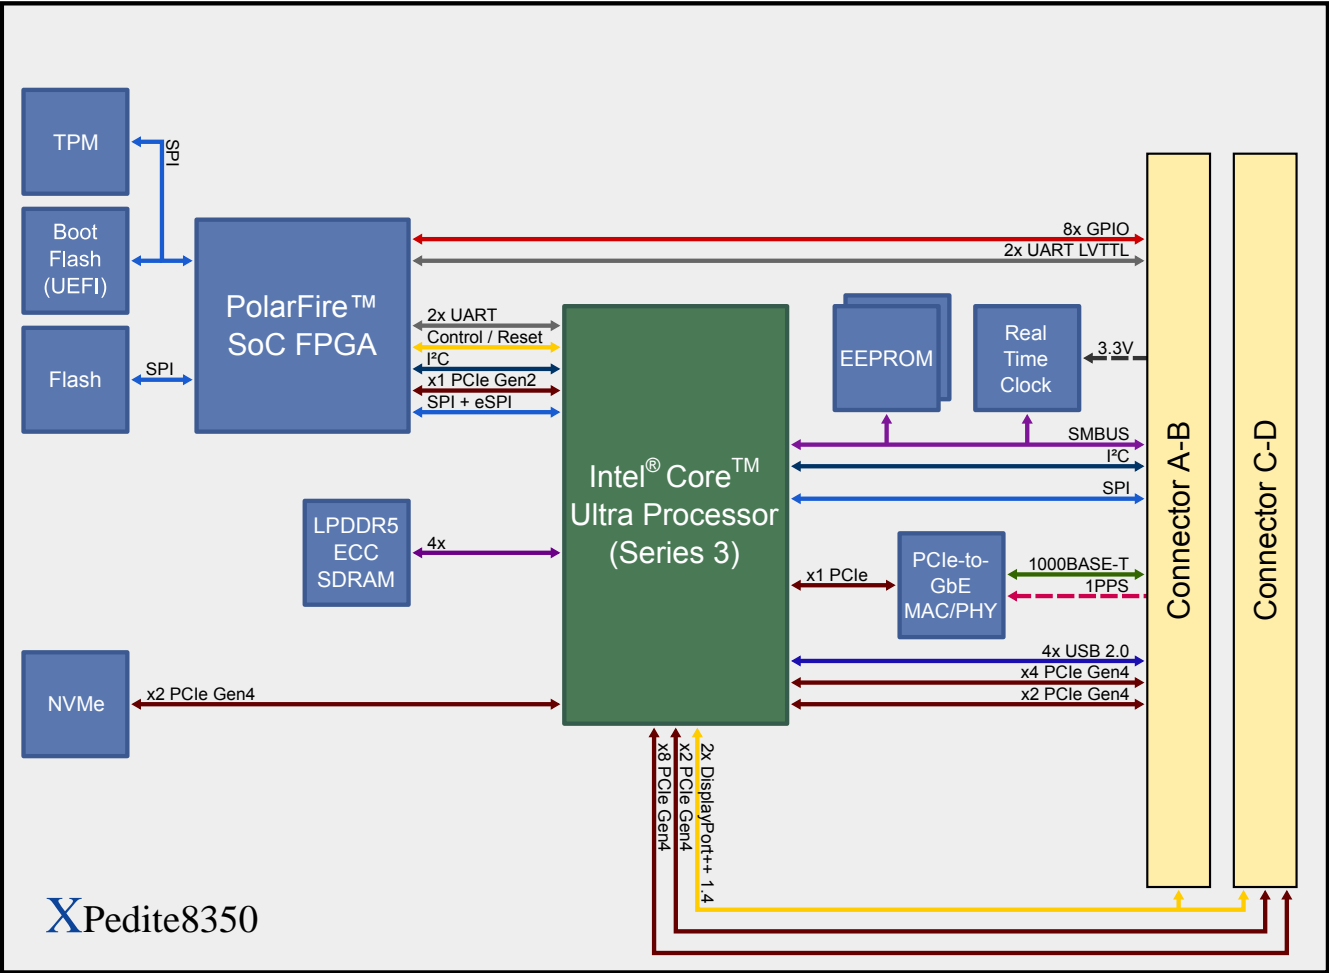 TPM
SPI
Boot
Flash
(UEFI)
Flash
SPI
PolarFire™
SoC FPGA
8x GPIO
2x UART LVTTL
2x UART
Control / Reset
I²C
x1 PCIe Gen2
SPI + eSPI
EEPROM
Real
Time
Clock
3.3V
SMBUS
I²C
SPI
Intel® Core™
Ultra Processor
(Series 3)
LPDDR5
ECC
SDRAM
4x
x1 PCIe
PCIe-to-
GbE
MAC/PHY
1000BASE-T
1PPS
4x USB 2.0
x4 PCIe Gen4
x2 PCIe Gen4
NVMe
x2 PCIe Gen4
x8 PCIe Gen4
x2 PCIe Gen4
2x DisplayPort++ 1.4
Connector A-B
Connector C-D
XPedite8350